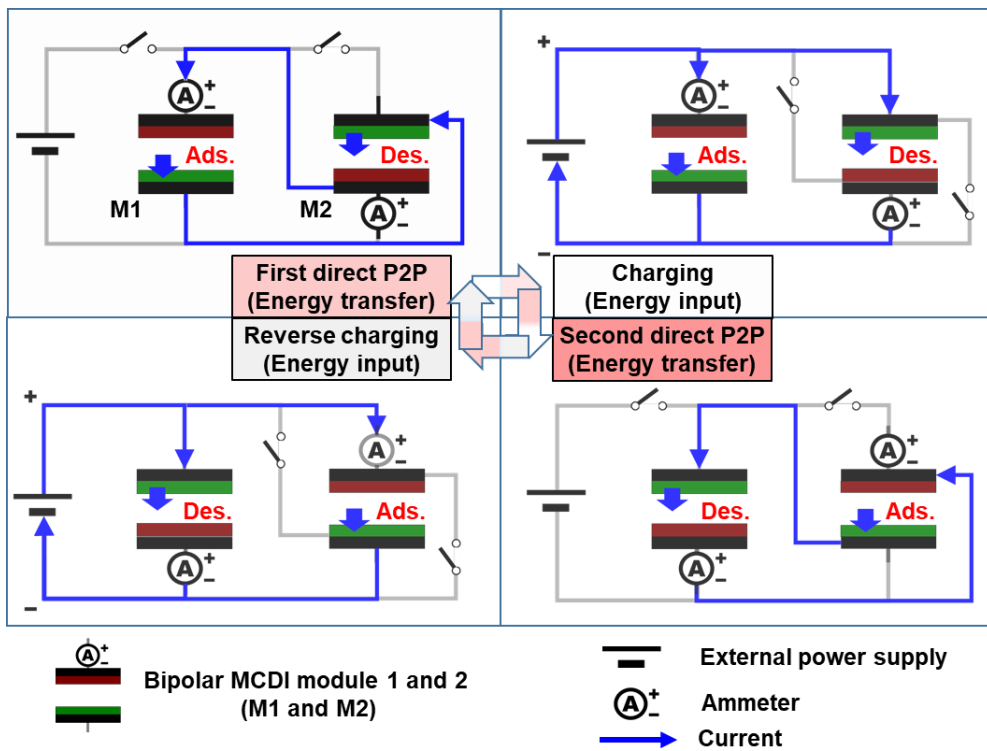 A
+
−
A
+
−
Ads.
Des.
M1
M2
First direct P2P
(Energy transfer)
+
−
A
+
−
A
+
−
Ads.
Des.
Charging
(Energy input)
Reverse charging
(Energy input)
+
−
A
+
−
A
+
−
Des.
Ads.
Second direct P2P
(Energy transfer)
A
+
−
A
+
−
Des.
Ads.
A
+
−
Bipolar MCDI module 1 and 2
(M1 and M2)
External power supply
A
+
−
Ammeter
Current